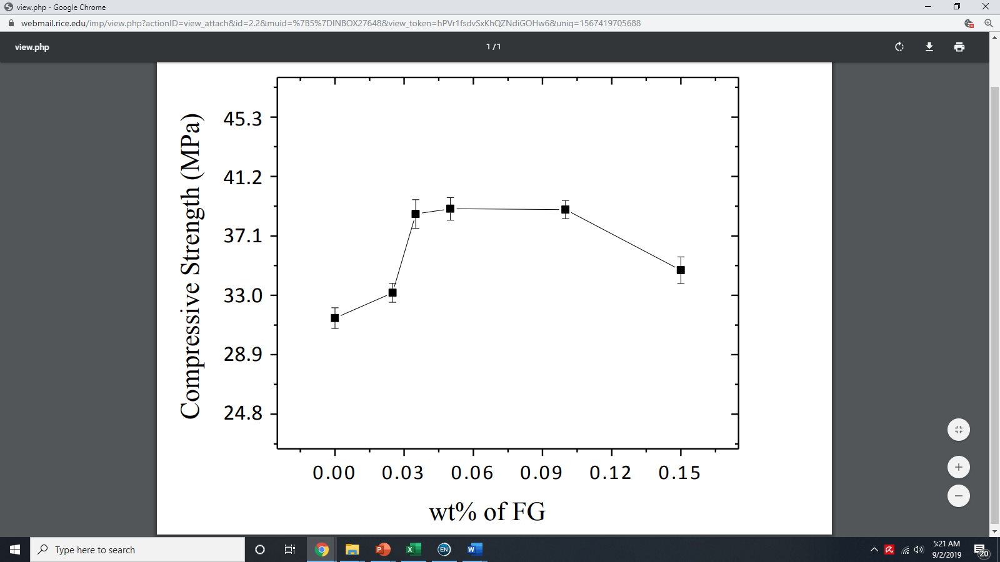 view.php - Google Chrome
webmail.rice.edu/imp/view.php?actionID=view_attach&id=2.2&muid=%7B5%7DINBOX27648&view_token=hPVr1fsdvSxKhQZNdiGOHw6&uniq=1567419705688
view.php
1 / 1
Compressive Strength (MPa)
45.3
41.2
37.1
33.0
28.9
24.8
0.00 0.03 0.06 0.09 0.12 0.15
wt% of FG
Type here to search
P
X
EN
W
5:21 AM
9/2/2019
20